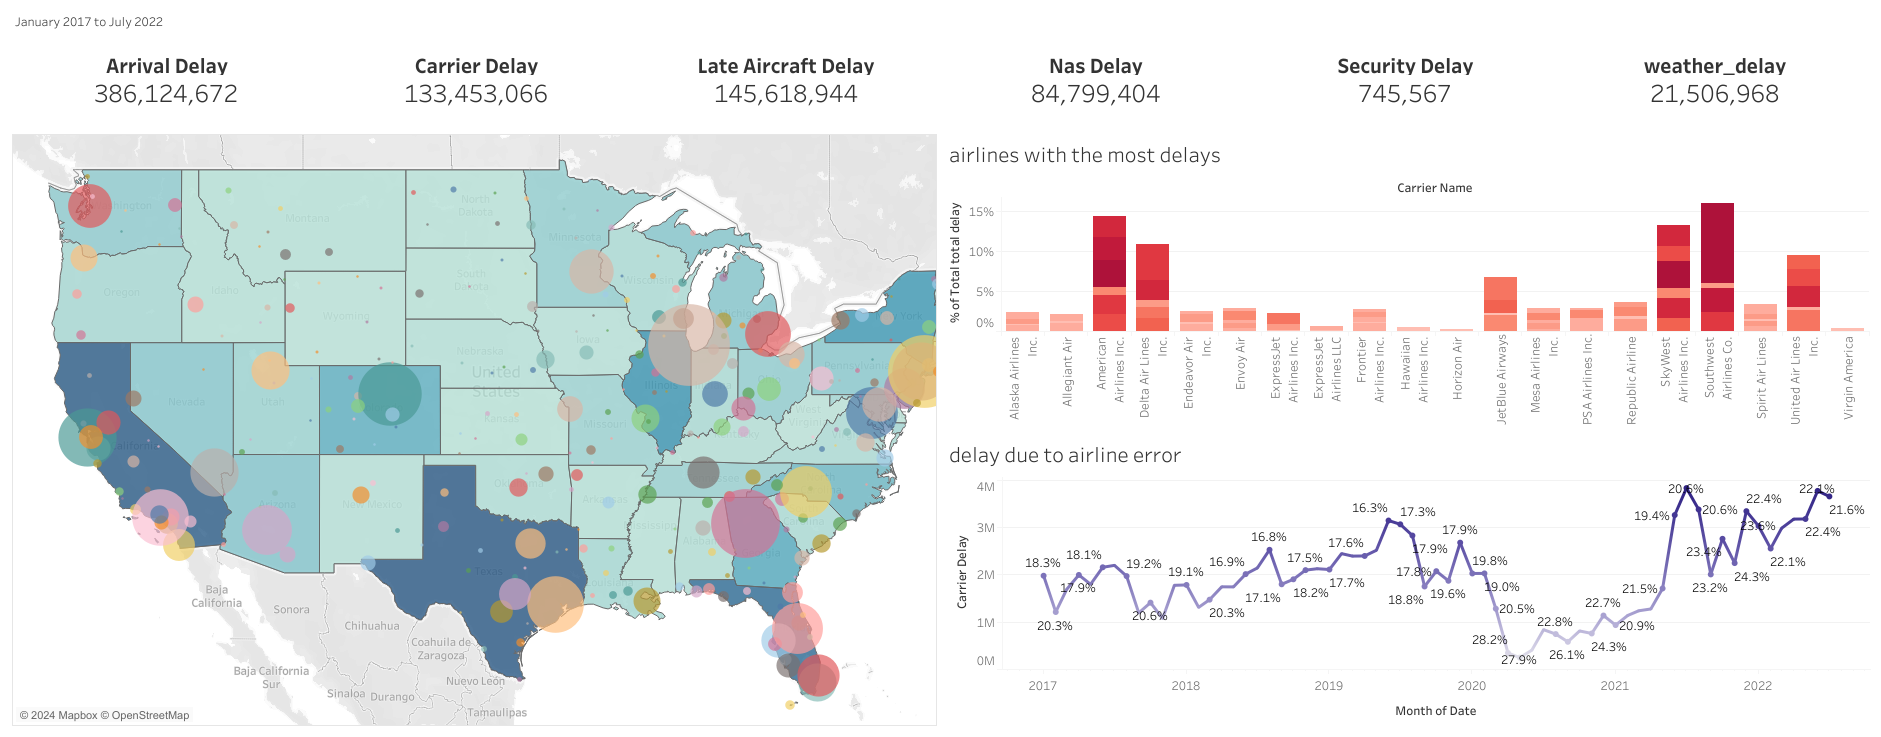 January 2017 to July 2022
Arrival Delay
386,124,672
Carrier Delay
133,453,066
Late Aircraft Delay
145,618,944
Nas Delay
84,799,404
Security Delay
745,567
weather_delay
21,506,968
Montana
North
Dakota
Minnesota
Oregon
Idaho
Wyoming
South
Dakota
Wisconsin
Nebraska
Iowa
United
States
Nevada
Utah
Kansas
Missouri
Illinois
West
Virginia
California
Arizona
New Mexico
Texas
Baja
California
Sonora
Chihuahua
Coahuila de
Zaragoza
Baja California
Sur
Sinaloa
Durango
Nuevo León
Tamaulipas
© 2024 Mapbox © OpenStreetMap
airlines with the most delays
Carrier Name
% of Total total delay
15%
10%
5%
0%
Alaska Airlines
Inc.
Allegiant Air
American
Airlines Inc.
Delta Air Lines
Inc.
Endeavor Air
Inc.
Envoy Air
ExpressJet
Airlines Inc.
ExpressJet
Airlines LLC
Frontier
Airlines Inc.
Hawaiian
Airlines Inc.
Horizon Air
JetBlue Airways
Mesa Airlines
Inc.
PSA Airlines Inc.
Republic Airline
SkyWest
Airlines Inc.
Southwest
Airlines Co.
Spirit Air Lines
United Air Lines
Inc.
Virgin America
delay due to airline error
Carrier Delay
4M
3M
2M
1M
0M
18.3%
20.3%
17.9%
18.1%
19.2%
20.6%
19.1%
20.3%
16.9%
17.1%
16.8%
17.5%
18.2%
17.6%
17.7%
16.3%
17.3%
17.9%
17.8%
18.8%
19.6%
17.9%
19.8%
19.0%
20.5%
28.2%
27.9%
22.8%
26.1%
24.3%
22.7%
20.9%
21.5%
19.4%
20.6%
20.6%
23.4%
23.2%
24.3%
22.4%
23.6%
22.1%
22.1%
22.4%
21.6%
2017
2018
2019
2020
2021
2022
Month of Date